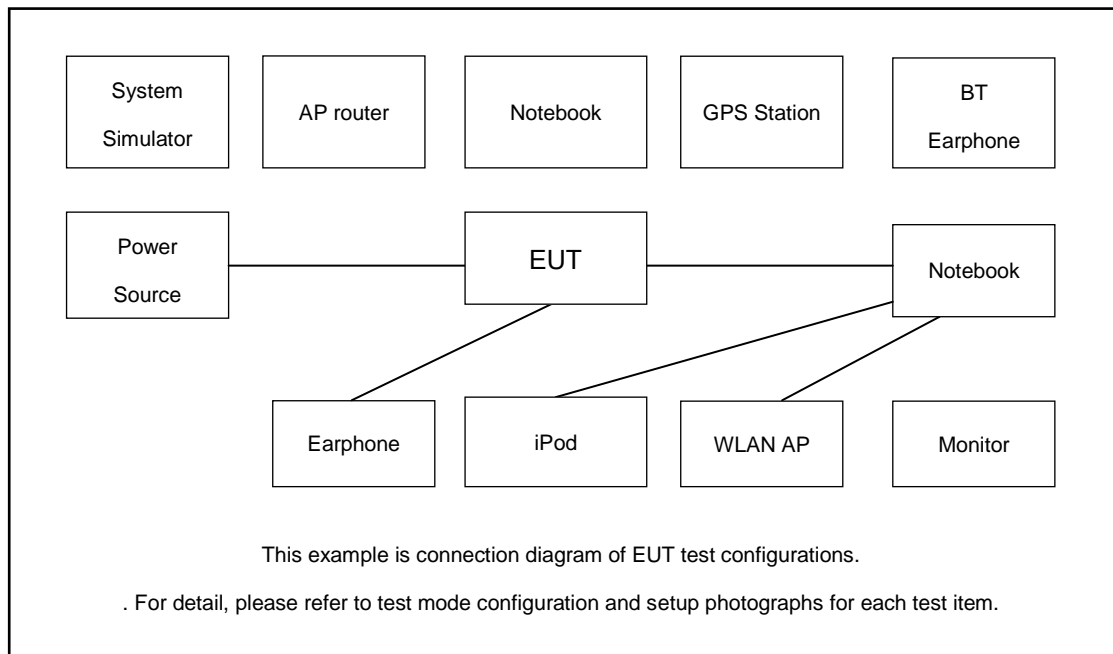 System
Simulator
AP router
Notebook
GPS Station
BT
Earphone
Power
Source
EUT
Notebook
Earphone
iPod
WLAN AP
Monitor
This example is connection diagram of EUT test configurations.
. For detail, please refer to test mode configuration and setup photographs for each test item.